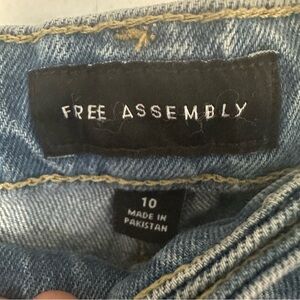 FREE ASSEMBLY
10
MADE IN
PAKISTAN